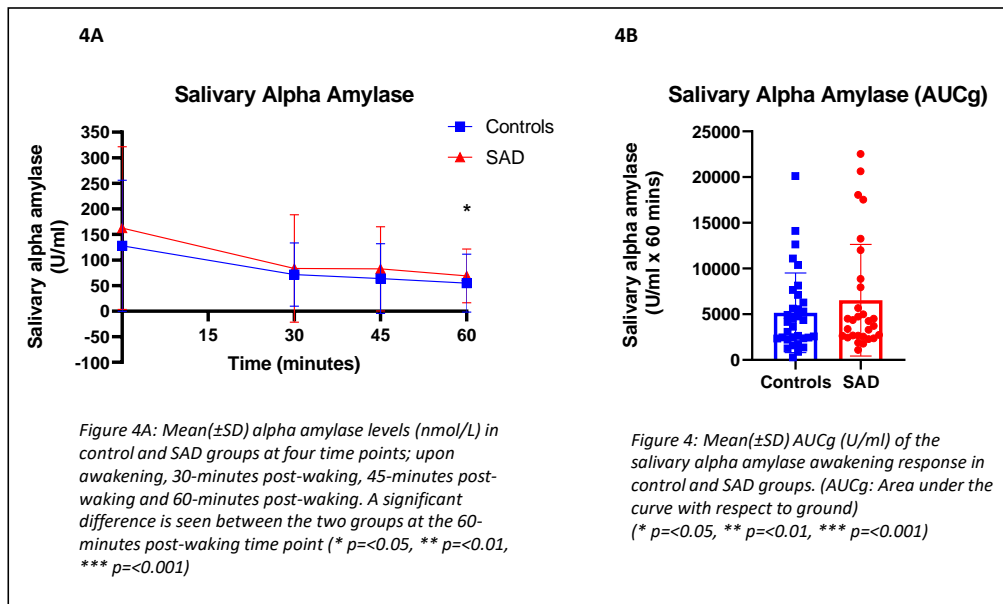 4A
Salivary Alpha Amylase
Controls
SAD
*
Salivary alpha amylase
(U/ml)
350
300
250
200
150
100
50
0
-50
-100
15
30
45
60
Time (minutes)
Figure 4A: Mean(±SD) alpha amylase levels (nmol/L) in
control and SAD groups at four time points; upon
awakening, 30-minutes post-waking, 45-minutes post-
waking and 60-minutes post-waking. A significant
difference is seen between the two groups at the 60-
minutes post-waking time point (* p=<0.05, ** p=<0.01,
*** p=<0.001)
4B
Salivary Alpha Amylase (AUCg)
Salivary alpha amylase
(U/ml x 60 mins)
25000
20000
15000
10000
5000
0
Controls
SAD
Figure 4: Mean(±SD) AUCg (U/ml) of the
salivary alpha amylase awakening response in
control and SAD groups. (AUCg: Area under the
curve with respect to ground)
(* p=<0.05, ** p=<0.01, *** p=<0.001)